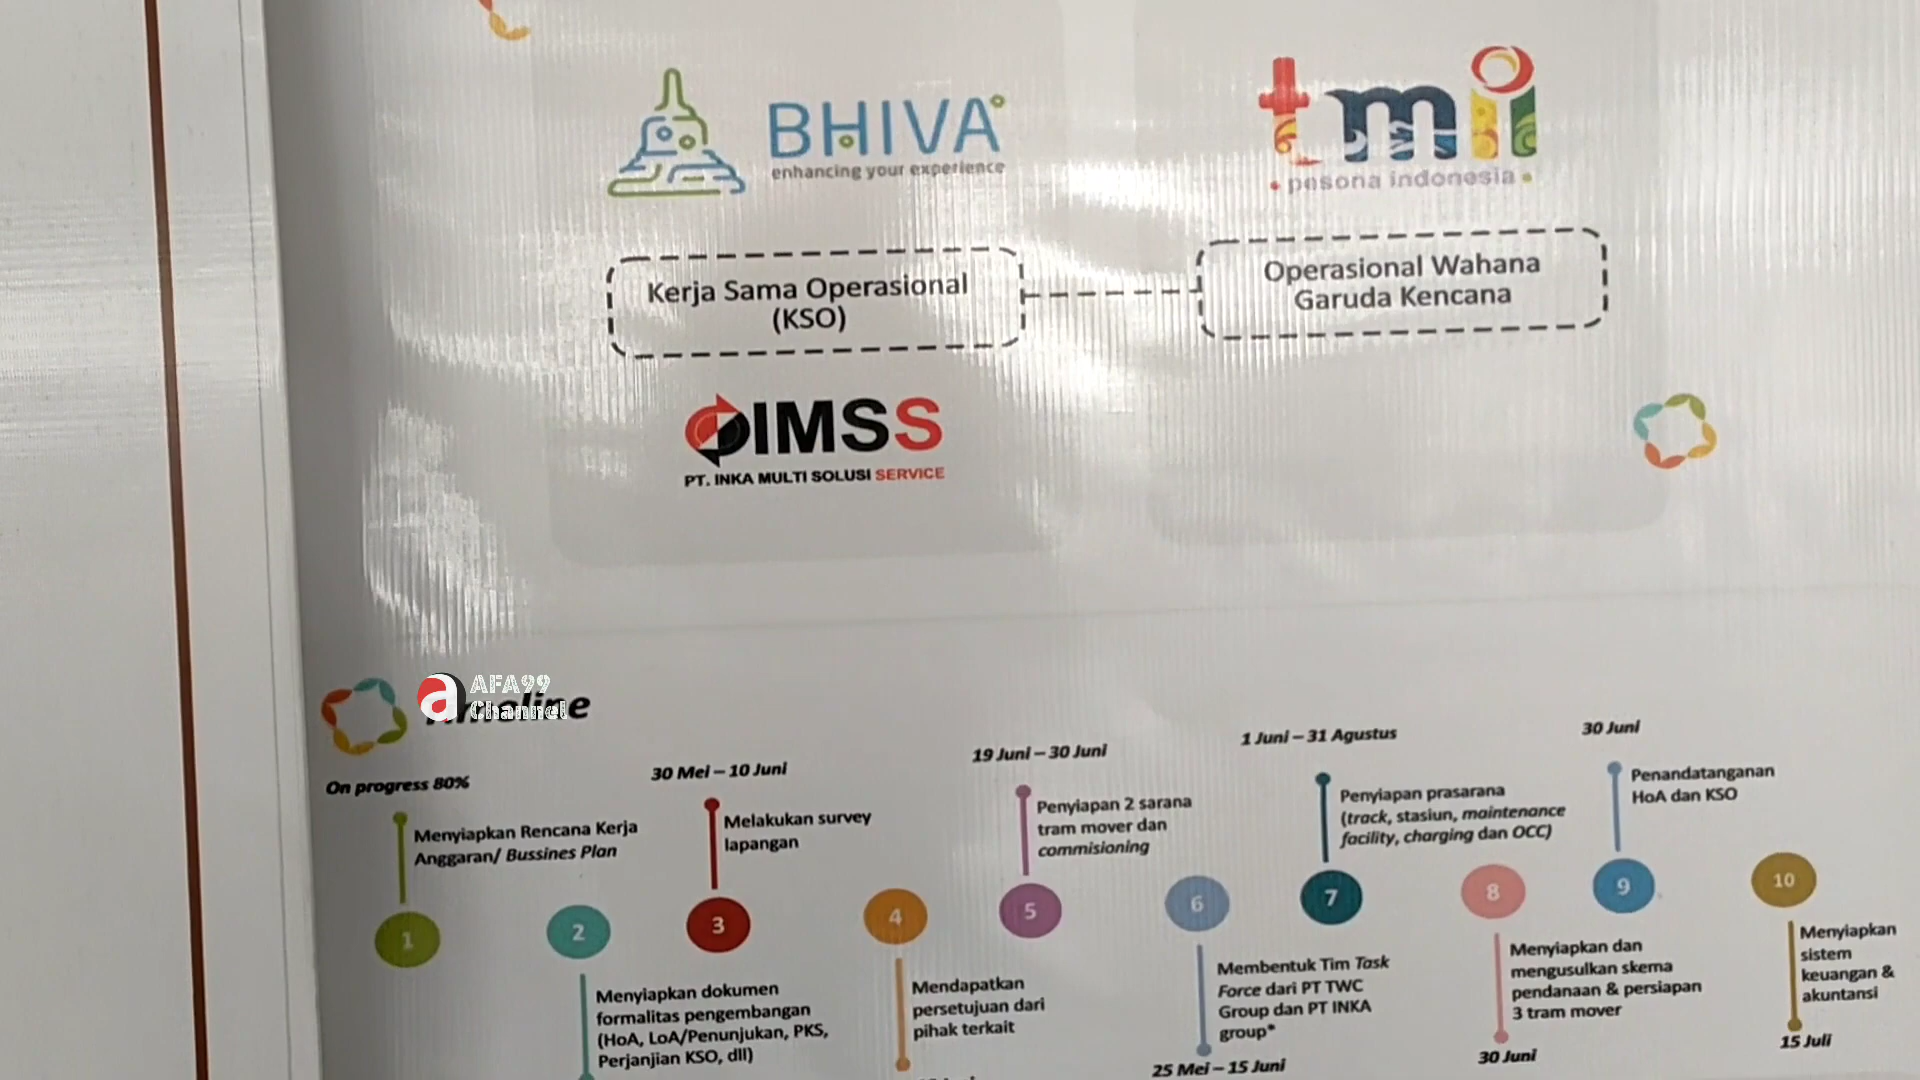 BHIVA
enhancing your experience
tmii
pesona indonesia
Kerja Sama Operasional
(KSO)
Operasional Wahana
Garuda Kencana
IMSS
PT. INKA MULTI SOLUSI SERVICE
AFA99
Channel
On progress 80%
Menyiapkan Rencana Kerja
Anggaran/ Bussines Plan
1
2
Menyiapkan dokumen
formalitas pengembangan
(HoA, LoA/Penunjukan, PKS,
Perjanjian KSO, dll)
30 Mei – 10 Juni
Melakukan survey
lapangan
3
4
Mendapatkan
persetujuan dari
pihak terkait
19 Juni – 30 Juni
Penyiapan 2 sarana
tram mover dan
commisioning
5
6
Membentuk Tim Task
Force dari PT TWC
Group dan PT INKA
group*
25 Mei – 15 Juni
1 Juni – 31 Agustus
Penyiapan prasarana
(track, stasiun, maintenance
facility, charging dan OCC)
7
8
Menyiapkan dan
mengusulkan skema
pendanaan & persiapan
3 tram mover
30 Juni
30 Juni
Penandatanganan
HoA dan KSO
9
10
Menyiapkan
sistem
keuangan &
akuntansi
15 Juli